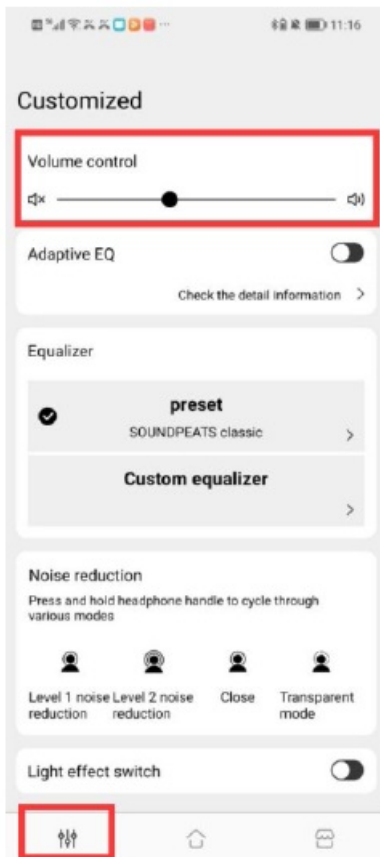 11:16
Customized
Volume control
Adaptive EQ
Check the detail information >
Equalizer
preset
SOUNDPEATS classic >
Custom equalizer
>
Noise reduction
Press and hold headphone handle to cycle through
various modes
Level 1 noise Level 2 noise Close Transparent
reduction reduction mode
Light effect switch